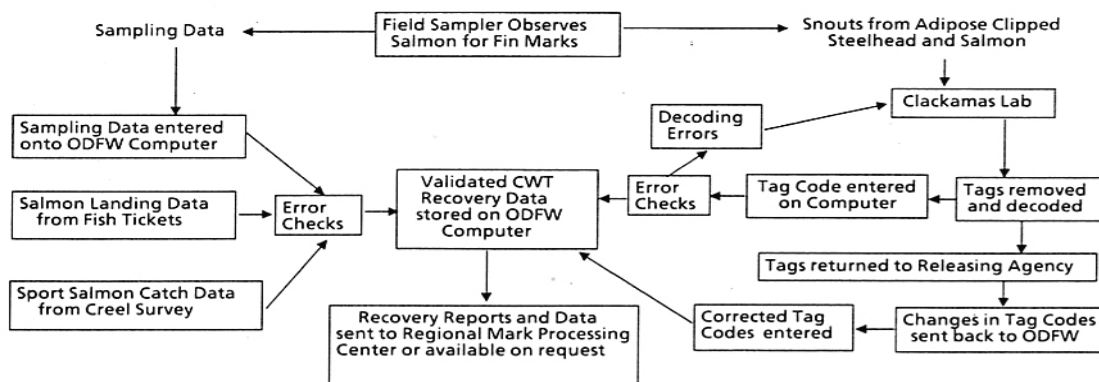 Sampling Data
Field Sampler Observes
Salmon for Fin Marks
Snouts from Adipose Clipped
Steelhead and Salmon
Sampling Data entered
onto ODFW Computer
Decoding
Errors
Clackamas Lab
Salmon Landing Data
from Fish Tickets
Error
Checks
Validated CWT
Recovery Data
stored on ODFW
Computer
Error
Checks
Tag Code entered
on Computer
Tags removed
and decoded
Tags returned to Releasing Agency
Sport Salmon Catch Data
from Creel Survey
Recovery Reports and Data
sent to Regional Mark Processing
Center or available on request
Corrected Tag
Codes entered
Changes in Tag Codes
sent back to ODFW